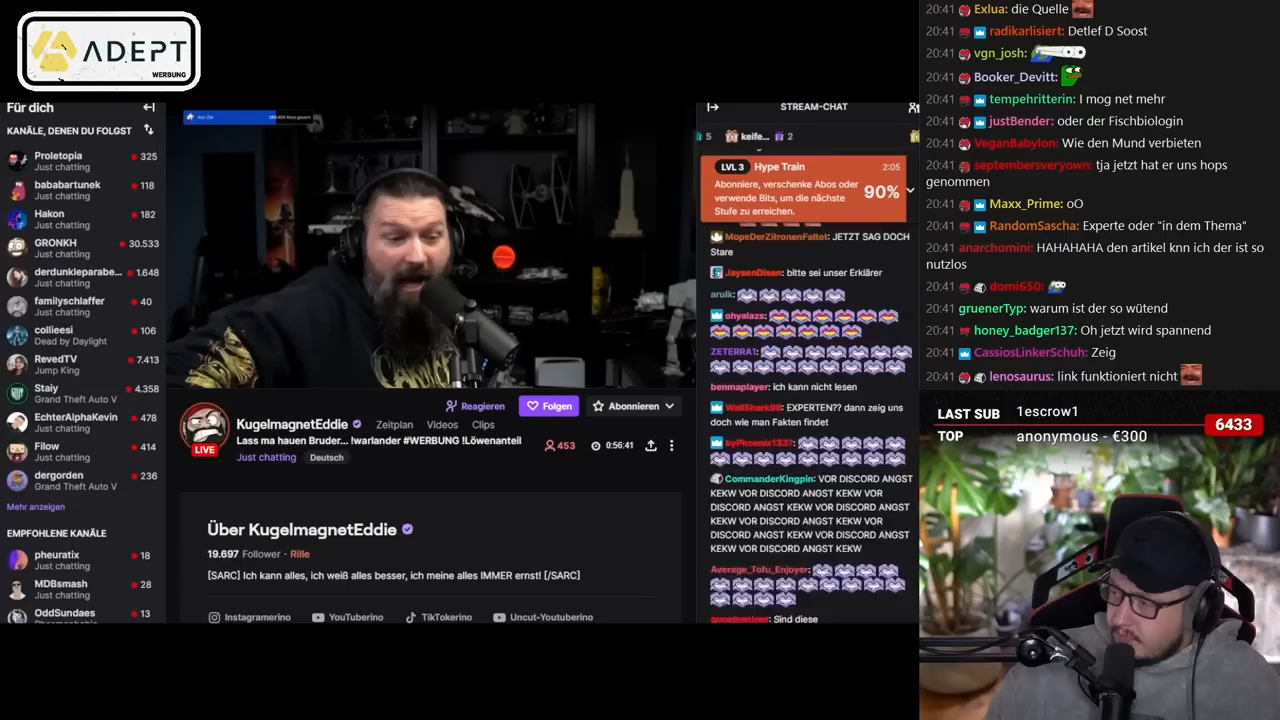 ADEPT
WERBUNG
Für dich
KANÄLE, DENEN DU FOLGST
Proletopia
325
Just chatting
bababartunek
118
Just chatting
Hakon
182
Just chatting
GRONKH
30.533
Just chatting
derdunkleparabe...
1.648
Just chatting
familyschlaffer
40
Just chatting
collieesi
106
Dead by Daylight
RevedTV
7.413
Jump King
Staiy
4.358
Grand Theft Auto V
EchterAlphaKevin
478
Just chatting
Filow
414
Just chatting
dergorden
236
Grand Theft Auto V
Mehr anzeigen
EMPFOHLENE KANÄLE
pheuratix
18
Just chatting
MDBsmash
28
Just chatting
OddSundaes
13
LIVE
KugelmagnetEddie
Zeitplan
Videos
Clips
Reagieren
Folgen
Abonnieren
Lass ma hauen Bruder... !warlander #WERBUNG !Löwenanteil
453
0:56:41
Just chatting
Deutsch
Über KugelmagnetEddie
19.697 Follower · Rille
[SARC] Ich kann alles, ich weiß alles besser, ich meine alles IMMER ernst! [/SARC]
Instagramerino
YouTuberino
TikTokerino
Uncut-Youtuberino
STREAM-CHAT
5
keife...
2
LVL 3
Hype Train
2:05
Abonniere, verschenke Abos oder
verwende Bits, um die nächste
Stufe zu erreichen.
90%
MopsDerZitronenFaltet: JETZT SAG DOCH
Stare
JaysenDisen: bitte sei unser Erklärer
arulk:
ohyalazs:
ZETERRA1:
benmaplayer: ich kann nicht lesen
WallShark98: EXPERTEN?? dann zeig uns
doch wie man Fakten findet
byPhoenix1337:
CommanderKingpin: VOR DISCORD ANGST
KEKW VOR DISCORD ANGST KEKW VOR
DISCORD ANGST KEKW VOR DISCORD
ANGST KEKW VOR DISCORD ANGST
KEKW VOR DISCORD ANGST KEKW VOR
DISCORD ANGST KEKW
Average_Tofu_Enjoyer:
Sind diese
20:41 Exlua: die Quelle
20:41 radikarlisiert: Detlef D Soost
20:41 vgn_josh:
20:41 Booker_Devitt:
20:41 tempehritterin: I mog net mehr
20:41 justBender: oder der Fischbiologin
20:41 VeganBabylon: Wie den Mund verbieten
20:41 septembersveryown: tja jetzt hat er uns hops
genommen
20:41 Maxx_Prime: oO
20:41 RandomSascha: Experte oder "in dem Thema"
20:41 anarchomini: HAHAHAHA den artikel knn ich der ist so
nutzlos
20:41 domi650:
20:41 gruenerTyp: warum ist der so wütend
20:41 honey_badger137: Oh jetzt wird spannend
20:41 CassiosLinkerSchuh: Zeig
20:41 lenosaurus: link funktioniert nicht
LAST SUB
1escrow1
TOP
anonymous - €300
6433